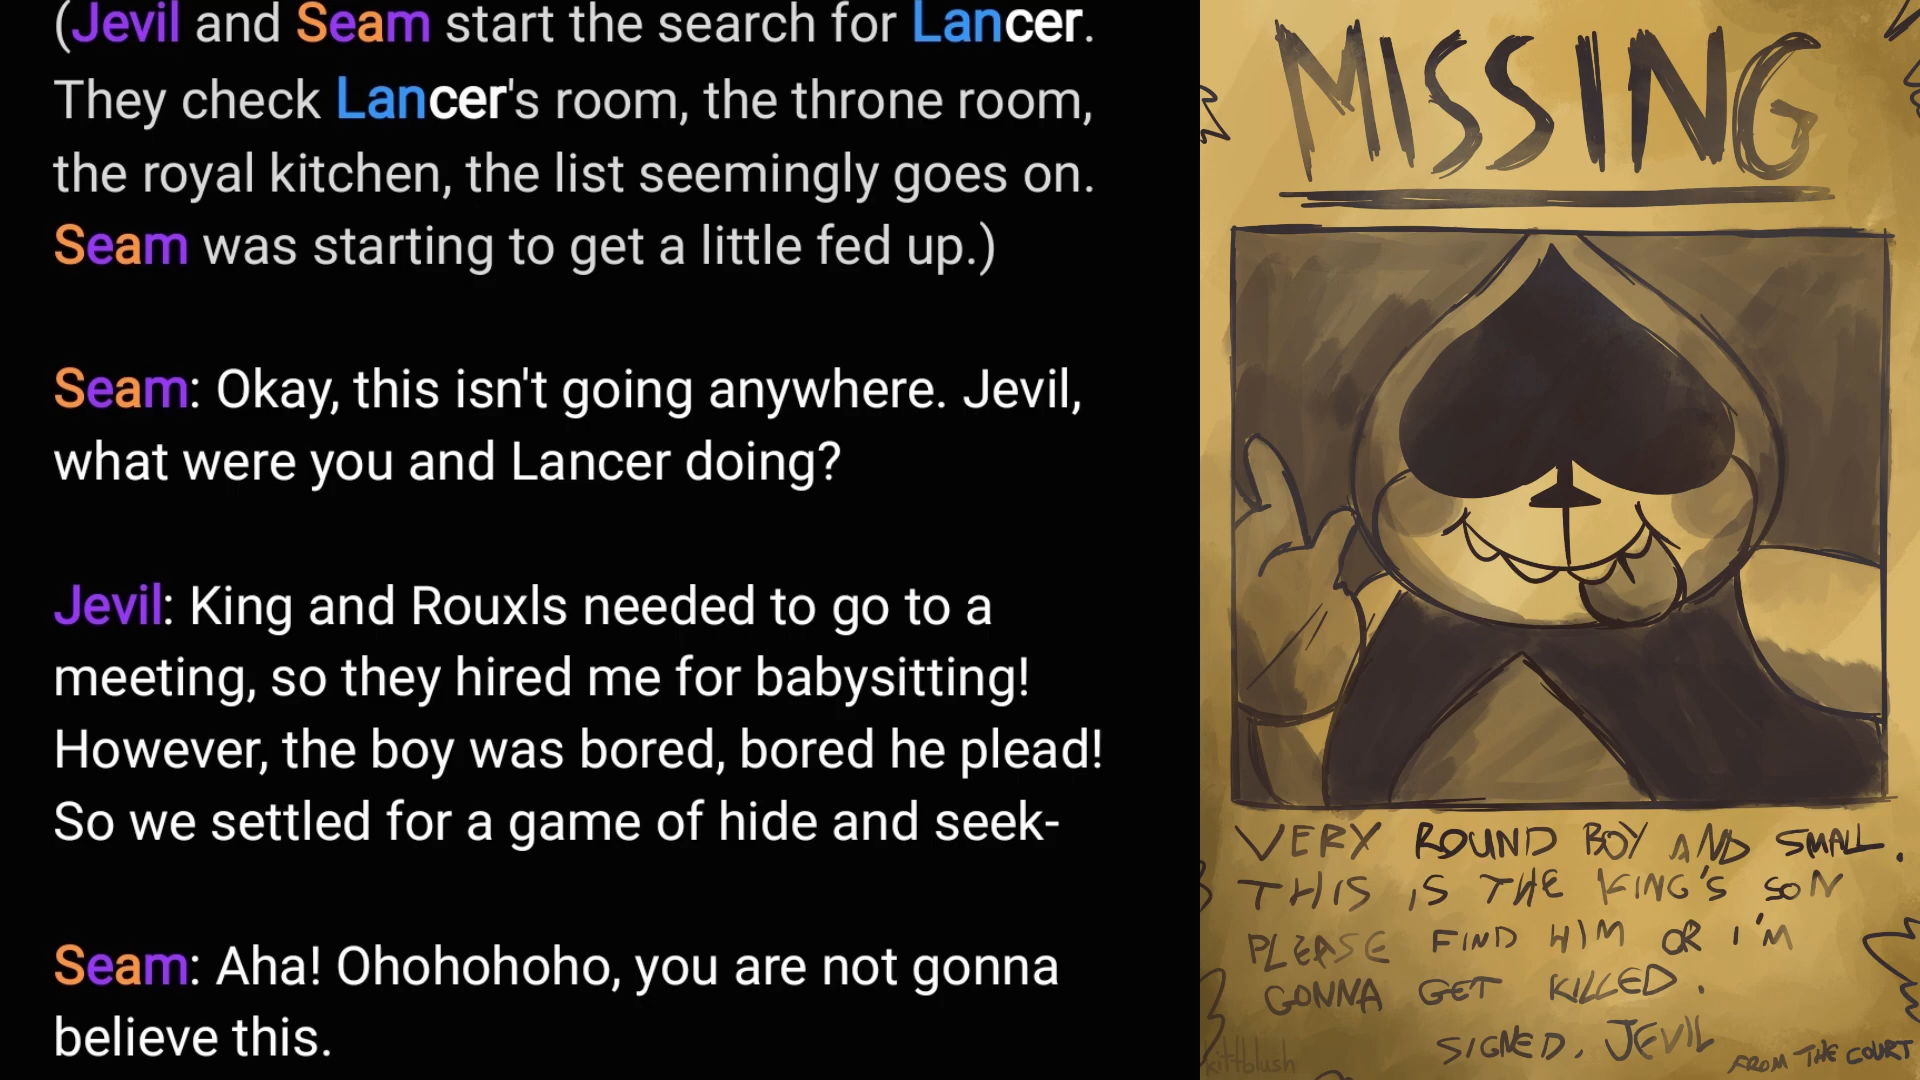 (Jevil and Seam start the search for Lancer.
They check Lancer's room, the throne room,
the royal kitchen, the list seemingly goes on.
Seam was starting to get a little fed up.)
Seam: Okay, this isn't going anywhere. Jevil,
what were you and Lancer doing?
Jevil: King and Rouxls needed to go to a
meeting, so they hired me for babysitting!
However, the boy was bored, bored he plead!
So we settled for a game of hide and seek-
Seam: Aha! Ohohohoho, you are not gonna
believe this.
MISSING
VERY ROUND BOY AND SMALL.
THIS IS THE KING'S SON
PLEASE FIND HIM OR I'M
GONNA GET KILLED.
SIGNED, JEVIL
FROM THE COURT
kittblush